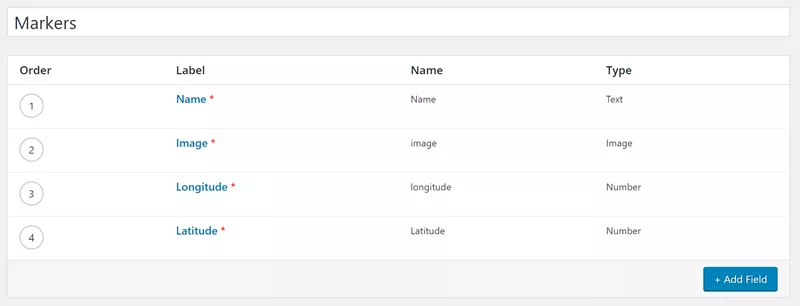 Markers
Order Label Name Type
1 Name * Name Text
2 Image * image Image
3 Longitude * longitude Number
4 Latitude * Latitude Number
+ Add Field